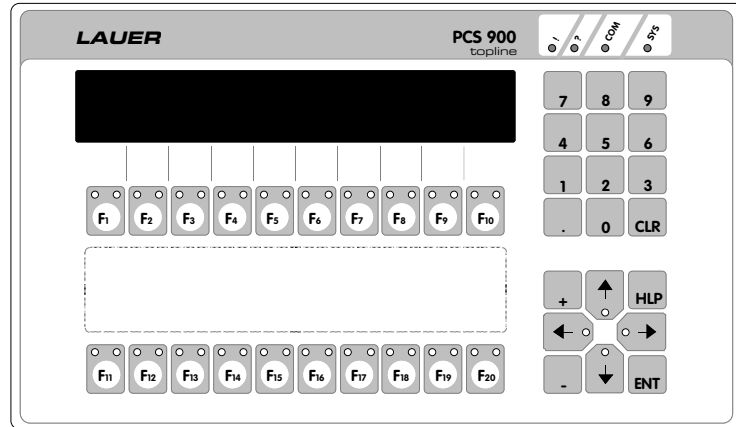 LAUER
PCS 900
topline
! ? COM SYS
7 8 9
4 5 6
1 2 3
. 0 CLR
F1 F2 F3 F4 F5 F6 F7 F8 F9 F10
+ HLP
- ENT
F11 F12 F13 F14 F15 F16 F17 F18 F19 F20